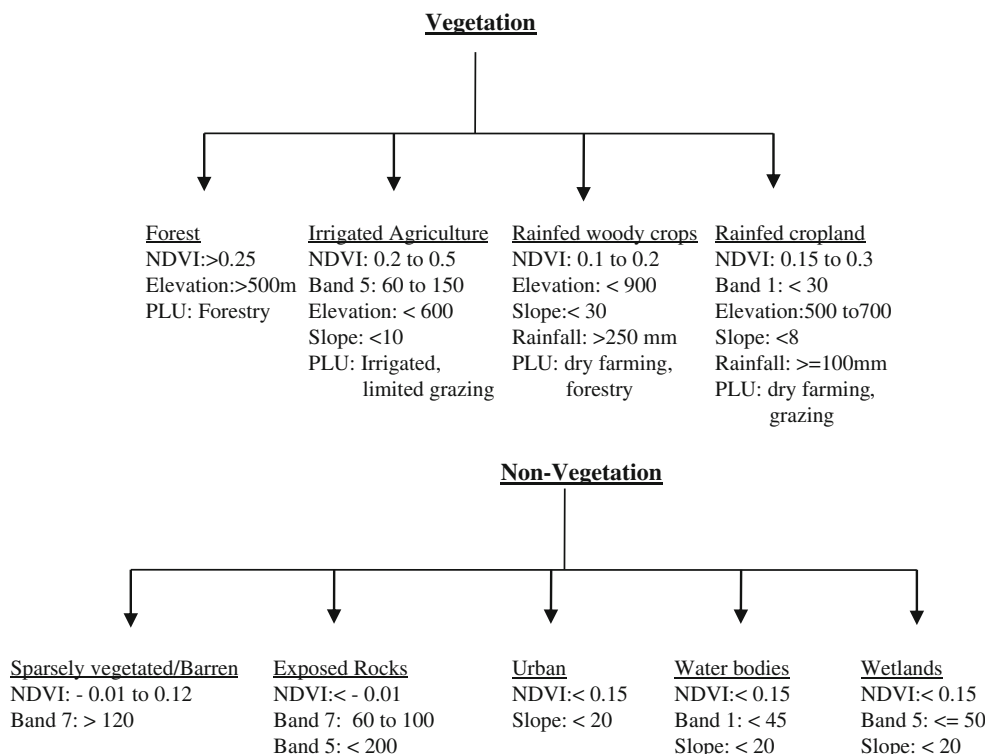 Vegetation
Forest
NDVI:>0.25
Elevation:>500m
PLU: Forestry
Irrigated Agriculture
NDVI: 0.2 to 0.5
Band 5: 60 to 150
Elevation: < 600
Slope: <10
PLU: Irrigated,
limited grazing
Rainfed woody crops
NDVI: 0.1 to 0.2
Elevation: < 900
Slope:< 30
Rainfall: >250 mm
PLU: dry farming,
forestry
Rainfed cropland
NDVI: 0.15 to 0.3
Band 1: < 30
Elevation:500 to700
Slope: <8
Rainfall: >=100mm
PLU: dry farming,
grazing
Non-Vegetation
Sparsely vegetated/Barren
NDVI: - 0.01 to 0.12
Band 7: > 120
Exposed Rocks
NDVI:< - 0.01
Band 7: 60 to 100
Band 5: < 200
Urban
NDVI:< 0.15
Slope: < 20
Water bodies
NDVI:< 0.15
Band 1: < 45
Slope: < 20
Wetlands
NDVI:< 0.15
Band 5: <= 50
Slope: < 20